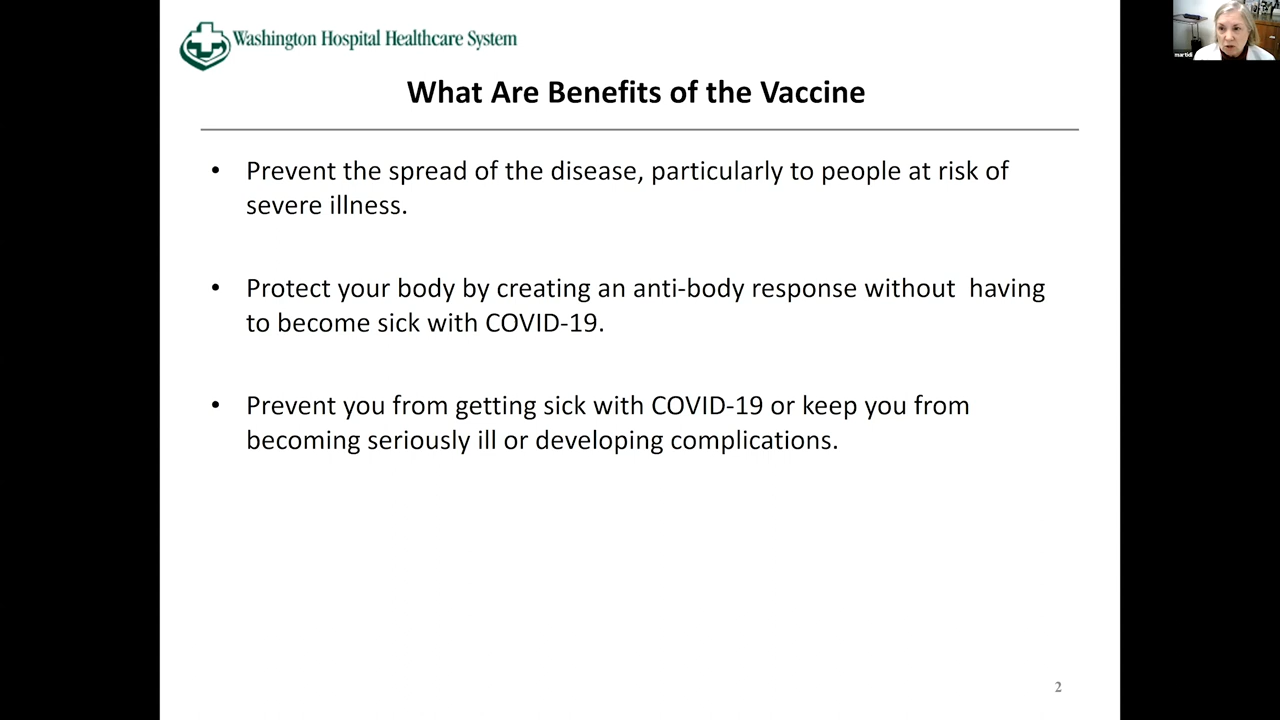 Washington Hospital Healthcare System
What Are Benefits of the Vaccine
• Prevent the spread of the disease, particularly to people at risk of
severe illness.
• Protect your body by creating an anti-body response without  having
to become sick with COVID-19.
• Prevent you from getting sick with COVID-19 or keep you from
becoming seriously ill or developing complications.
2